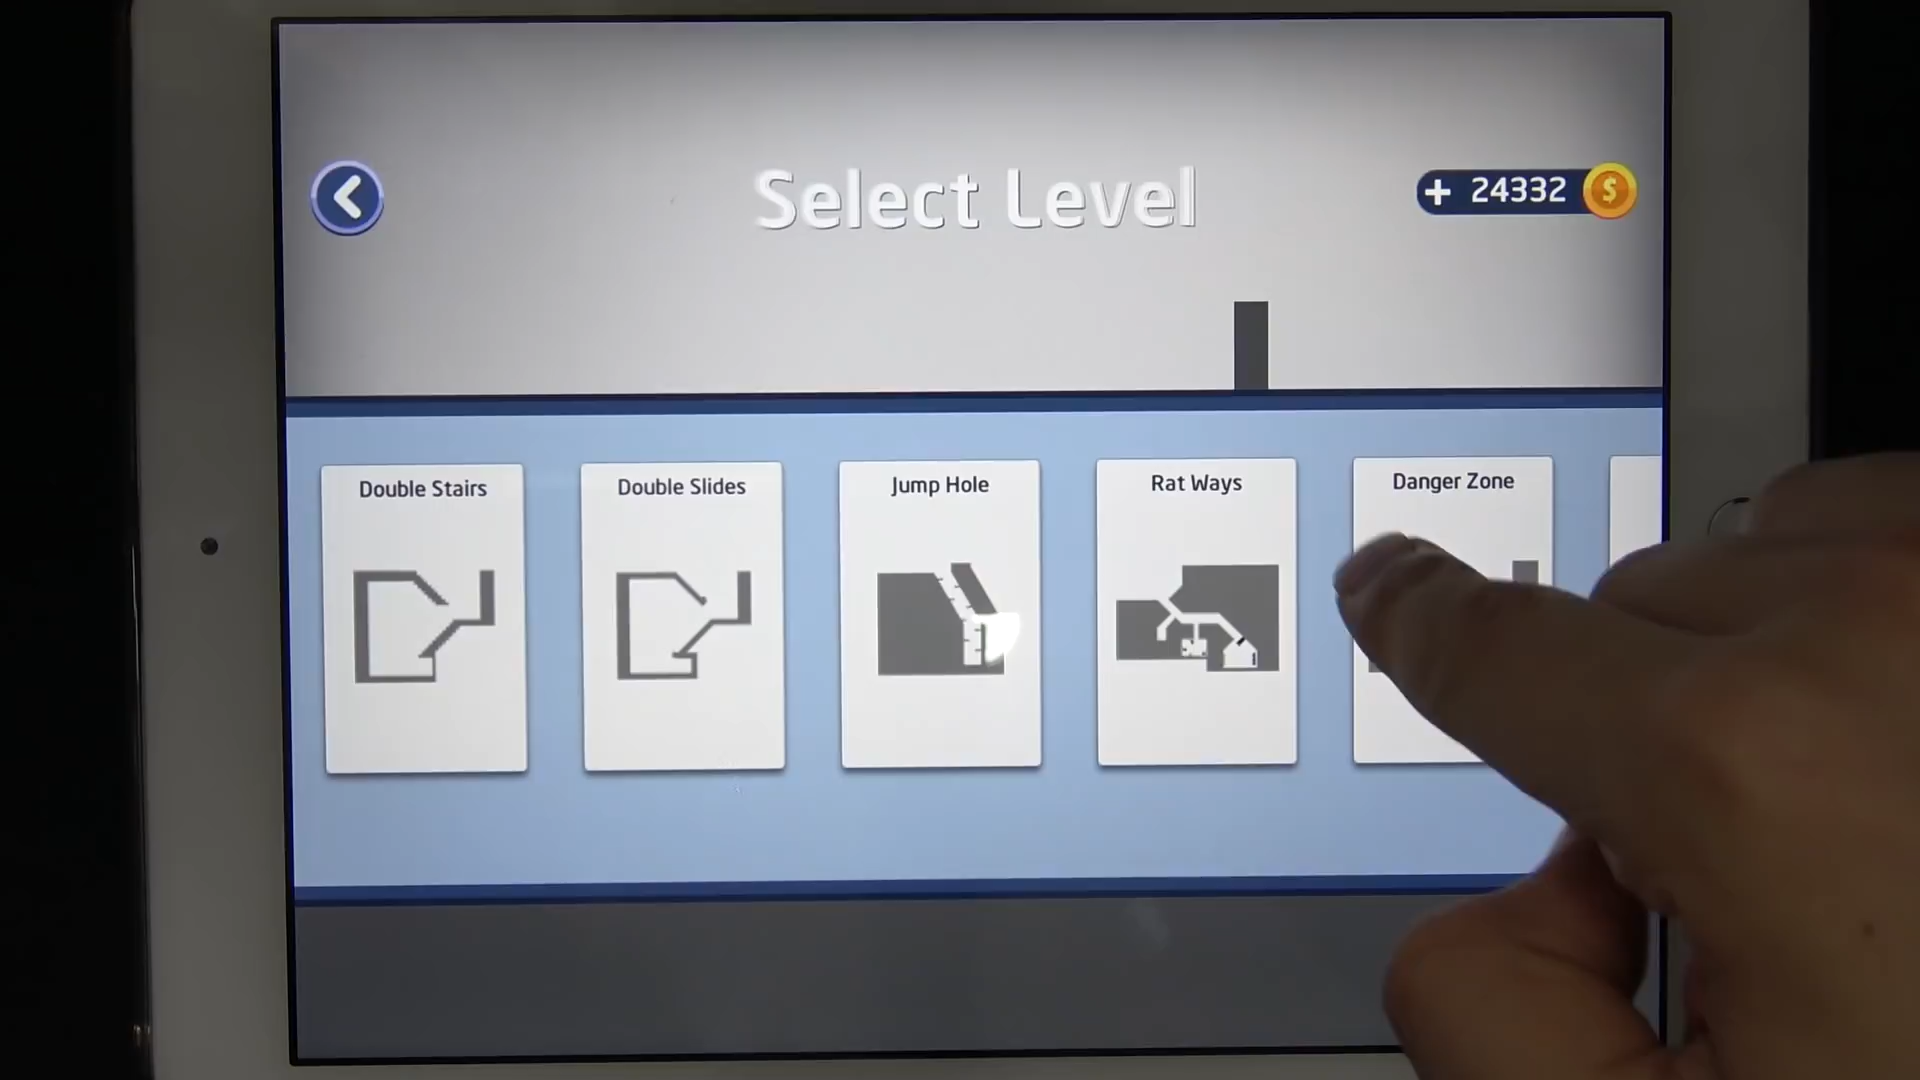 Select Level
+ 24332
Double Stairs
Double Slides
Jump Hole
Rat Ways
Danger Zone